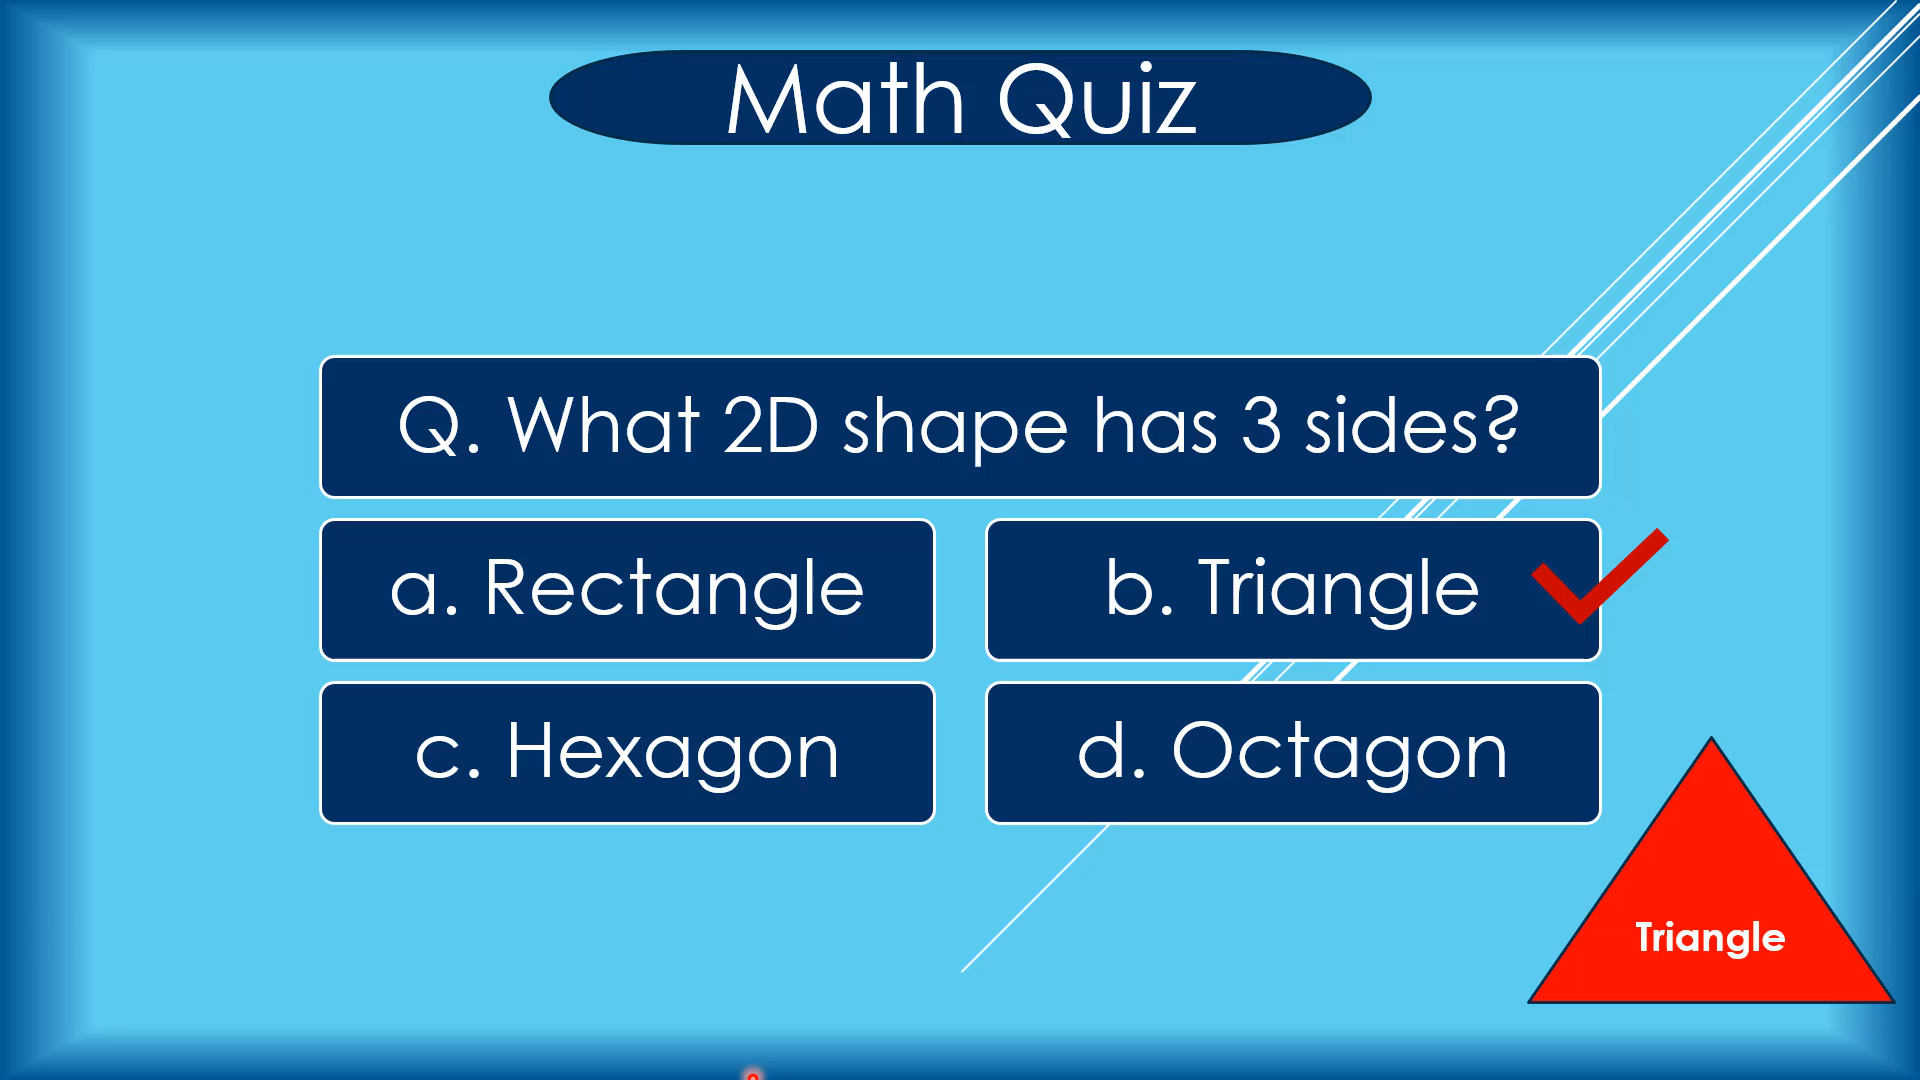 Math Quiz
Q. What 2D shape has 3 sides?
a. Rectangle
b. Triangle
c. Hexagon
d. Octagon
Triangle